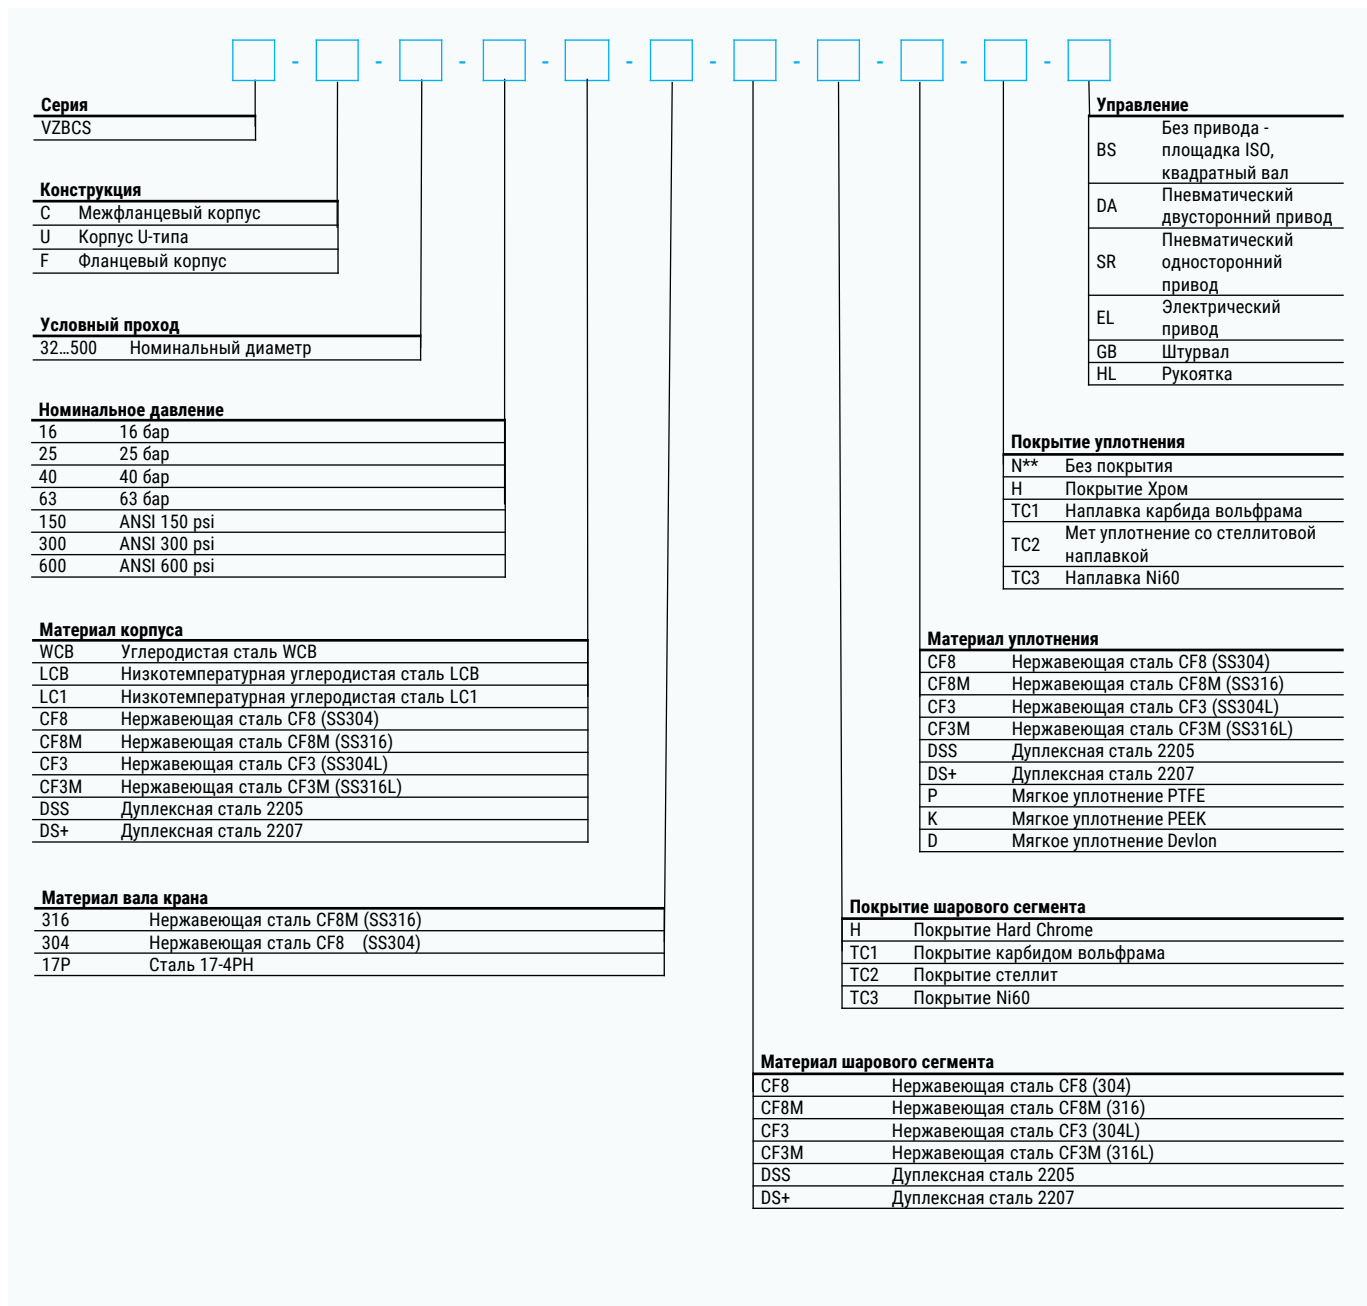 - - - - - - - - - -
Серия
VZBCS
Конструкция
C Межфланцевый корпус
U Корпус U-типа
F Фланцевый корпус
Условный проход
32…500 Номинальный диаметр
Номинальное давление
16 16 бар
25 25 бар
40 40 бар
63 63 бар
150 ANSI 150 psi
300 ANSI 300 psi
600 ANSI 600 psi
Материал корпуса
WCB Углеродистая сталь WCB
LCB Низкотемпературная углеродистая сталь LCB
LC1 Низкотемпературная углеродистая сталь LC1
CF8 Нержавеющая сталь CF8 (SS304)
CF8M Нержавеющая сталь CF8M (SS316)
CF3 Нержавеющая сталь CF3 (SS304L)
CF3M Нержавеющая сталь CF3M (SS316L)
DSS Дуплексная сталь 2205
DS+ Дуплексная сталь 2207
Материал вала крана
316 Нержавеющая сталь CF8M (SS316)
304 Нержавеющая сталь CF8 (SS304)
17P Сталь 17-4PH
Управление
Без привода -
BS площадка ISO,
квадратный вал
Пневматический
DA
двусторонний привод
Пневматический
SR односторонний
привод
Электрический
EL
привод
GB Штурвал
HL Рукоятка
Покрытие уплотнения
N** Без покрытия
H Покрытие Хром
TC1 Наплавка карбида вольфрама
Мет уплотнение со стеллитовой
TC2
наплавкой
TC3 Наплавка Ni60
Материал уплотнения
CF8 Нержавеющая сталь CF8 (SS304)
CF8M Нержавеющая сталь CF8M (SS316)
CF3 Нержавеющая сталь CF3 (SS304L)
CF3M Нержавеющая сталь CF3M (SS316L)
DSS Дуплексная сталь 2205
DS+ Дуплексная сталь 2207
P Мягкое уплотнение PTFE
K Мягкое уплотнение PEEK
D Мягкое уплотнение Devlon
Покрытие шарового сегмента
H Покрытие Hard Chrome
TC1 Покрытие карбидом вольфрама
TC2 Покрытие стеллит
TC3 Покрытие Ni60
Материал шарового сегмента
CF8 Нержавеющая сталь CF8 (304)
CF8M Нержавеющая сталь CF8M (316)
CF3 Нержавеющая сталь CF3 (304L)
CF3M Нержавеющая сталь CF3M (316L)
DSS Дуплексная сталь 2205
DS+ Дуплексная сталь 2207